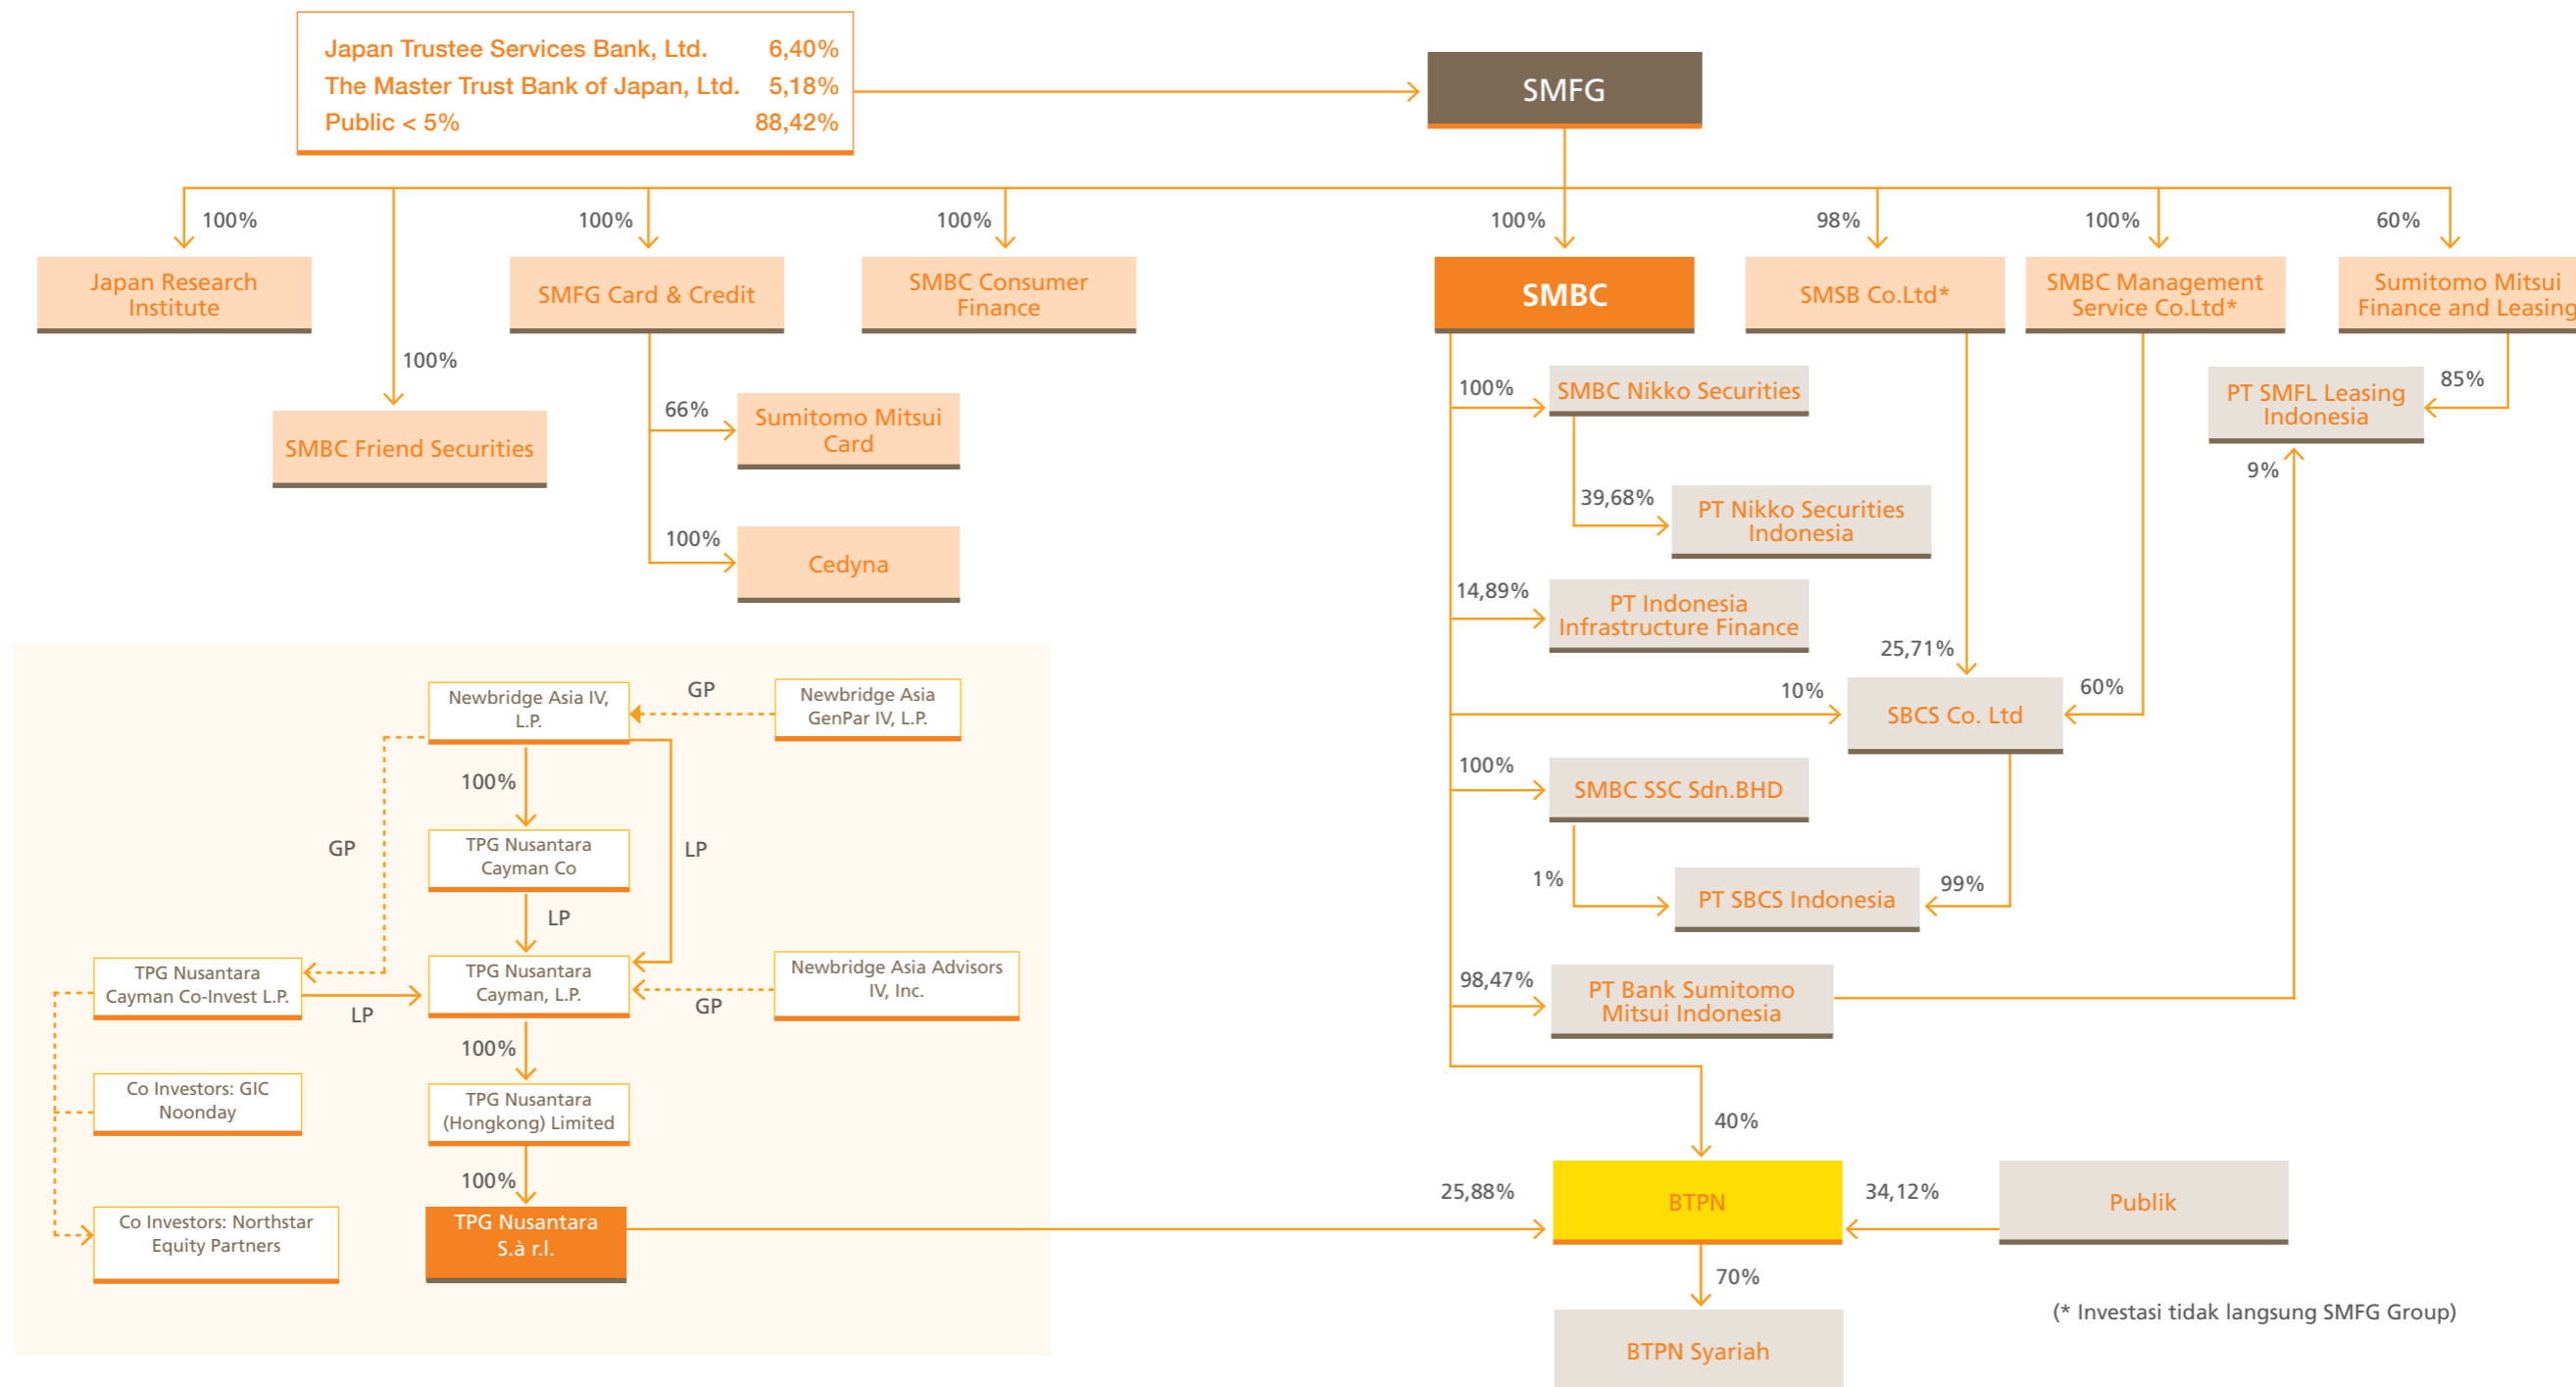 Japan Trustee Services Bank, Ltd. 6,40%
The Master Trust Bank of Japan, Ltd. 5,18%
Public < 5% 88,42%
SMFG
100%
100%
100%
100%
98%
100%
60%
Japan Research
Institute
SMFG Card & Credit
SMBC Consumer
Finance
SMBC
SMSB Co.Ltd*
SMBC Management
Service Co.Ltd*
Sumitomo Mitsui
Finance and Leasing
100%
SMBC Friend Securities
66%
Sumitomo Mitsui
Card
100%
Cedyna
100%
SMBC Nikko Securities
85%
PT SMFL Leasing
Indonesia
9%
39,68%
PT Nikko Securities
Indonesia
14,89%
PT Indonesia
Infrastructure Finance
25,71%
10%
60%
SBCS Co. Ltd
100%
SMBC SSC Sdn.BHD
1%
PT SBCS Indonesia
99%
98,47%
PT Bank Sumitomo
Mitsui Indonesia
40%
Newbridge Asia IV,
L.P.
GP
Newbridge Asia
GenPar IV, L.P.
100%
GP
LP
TPG Nusantara
Cayman Co
LP
TPG Nusantara
Cayman Co-Invest L.P.
LP
TPG Nusantara
Cayman, L.P.
GP
Newbridge Asia Advisors
IV, Inc.
100%
Co Investors: GIC
Noonday
TPG Nusantara
(Hongkong) Limited
100%
Co Investors: Northstar
Equity Partners
TPG Nusantara
S.à r.l.
25,88%
BTPN
34,12%
Publik
70%
BTPN Syariah
(* Investasi tidak langsung SMFG Group)